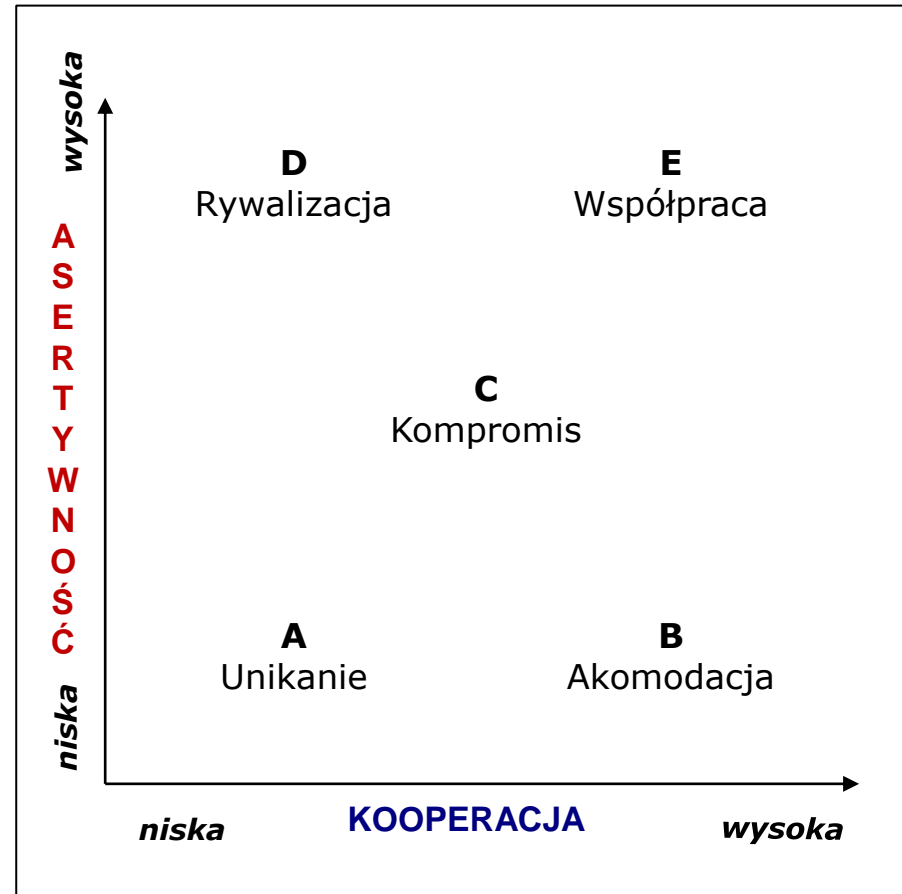 wysoka
D
Rywalizacja
E
Współpraca
ASERTYWNOŚĆ
C
Kompromis
A
Unikanie
B
Akomodacja
niska
niska
KOOPERACJA
wysoka